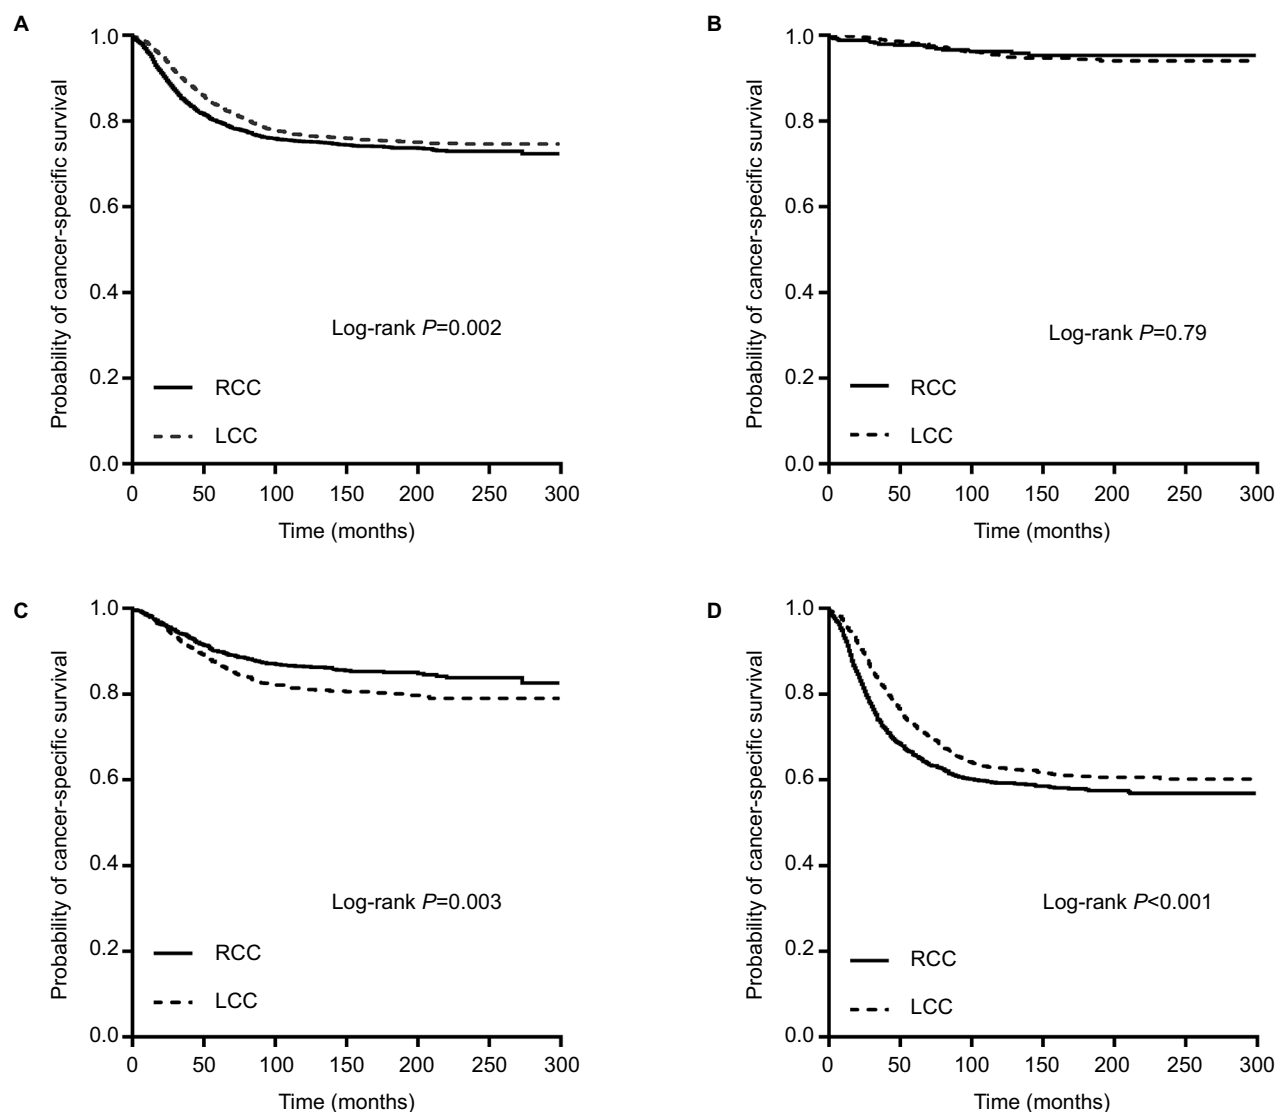 A
Probability of cancer-specific survival
1.0
0.8
0.6
0.4
0.2
0.0
Log-rank P=0.002
RCC
LCC
0 50 100 150 200 250 300
Time (months)
B
Probability of cancer-specific survival
1.0
0.8
0.6
0.4
0.2
0.0
Log-rank P=0.79
RCC
LCC
0 50 100 150 200 250 300
Time (months)
C
Probability of cancer-specific survival
1.0
0.8
0.6
0.4
0.2
0.0
Log-rank P=0.003
RCC
LCC
0 50 100 150 200 250 300
Time (months)
D
Probability of cancer-specific survival
1.0
0.8
0.6
0.4
0.2
0.0
Log-rank P<0.001
RCC
LCC
0 50 100 150 200 250 300
Time (months)